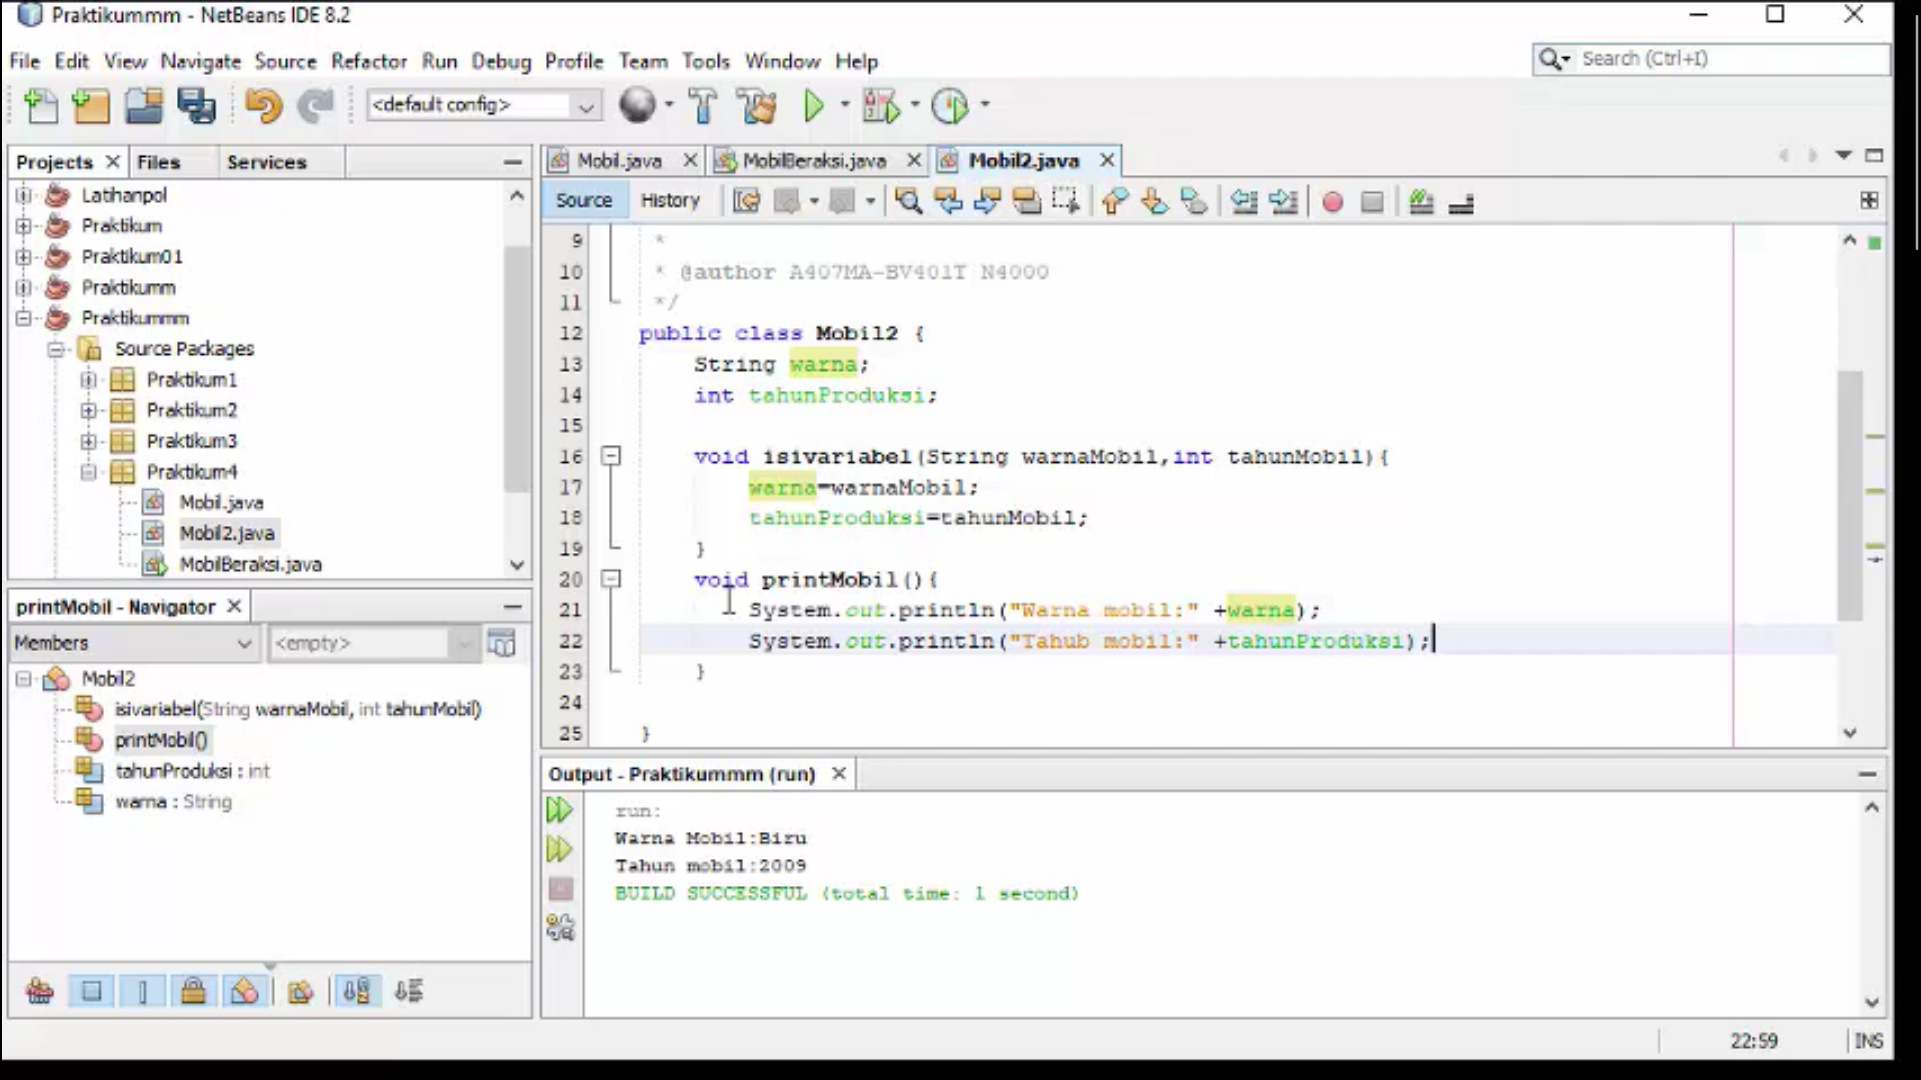 Praktikummm - NetBeans IDE 8.2
File Edit View Navigate Source Refactor Run Debug Profile Team Tools Window Help
Search (Ctrl+I)
<default config>
Projects Files Services
Lathanpol
Praktikum
Praktikum01
Praktikumm
Praktikummm
Source Packages
Praktikum1
Praktikum2
Praktikum3
Praktikum4
Mobil.java
Mobil2.java
MobilBeraksi.java
printMobil - Navigator
Members <empty>
Mobil2
isivariabel(String warnaMobil, int tahunMobil)
printMobil()
tahunProduksi : int
warna : String
Mobil.java MobilBeraksi.java Mobil2.java
Source History
9 *
10 * @author A407MA-BV401T N4000
11 */
12 public class Mobil2 {
13 String warna;
14 int tahunProduksi;
15
16 void isivariabel(String warnaMobil,int tahunMobil){
17 warna=warnaMobil;
18 tahunProduksi=tahunMobil;
19 }
20 void printMobil(){
21 System.out.println("Warna mobil:" +warna);
22 System.out.println("Tahub mobil:" +tahunProduksi);
23 }
24
25 }
Output - Praktikummm (run)
run:
Warna Mobil:Biru
Tahun mobil:2009
BUILD SUCCESSFUL (total time: 1 second)
22:59 INS